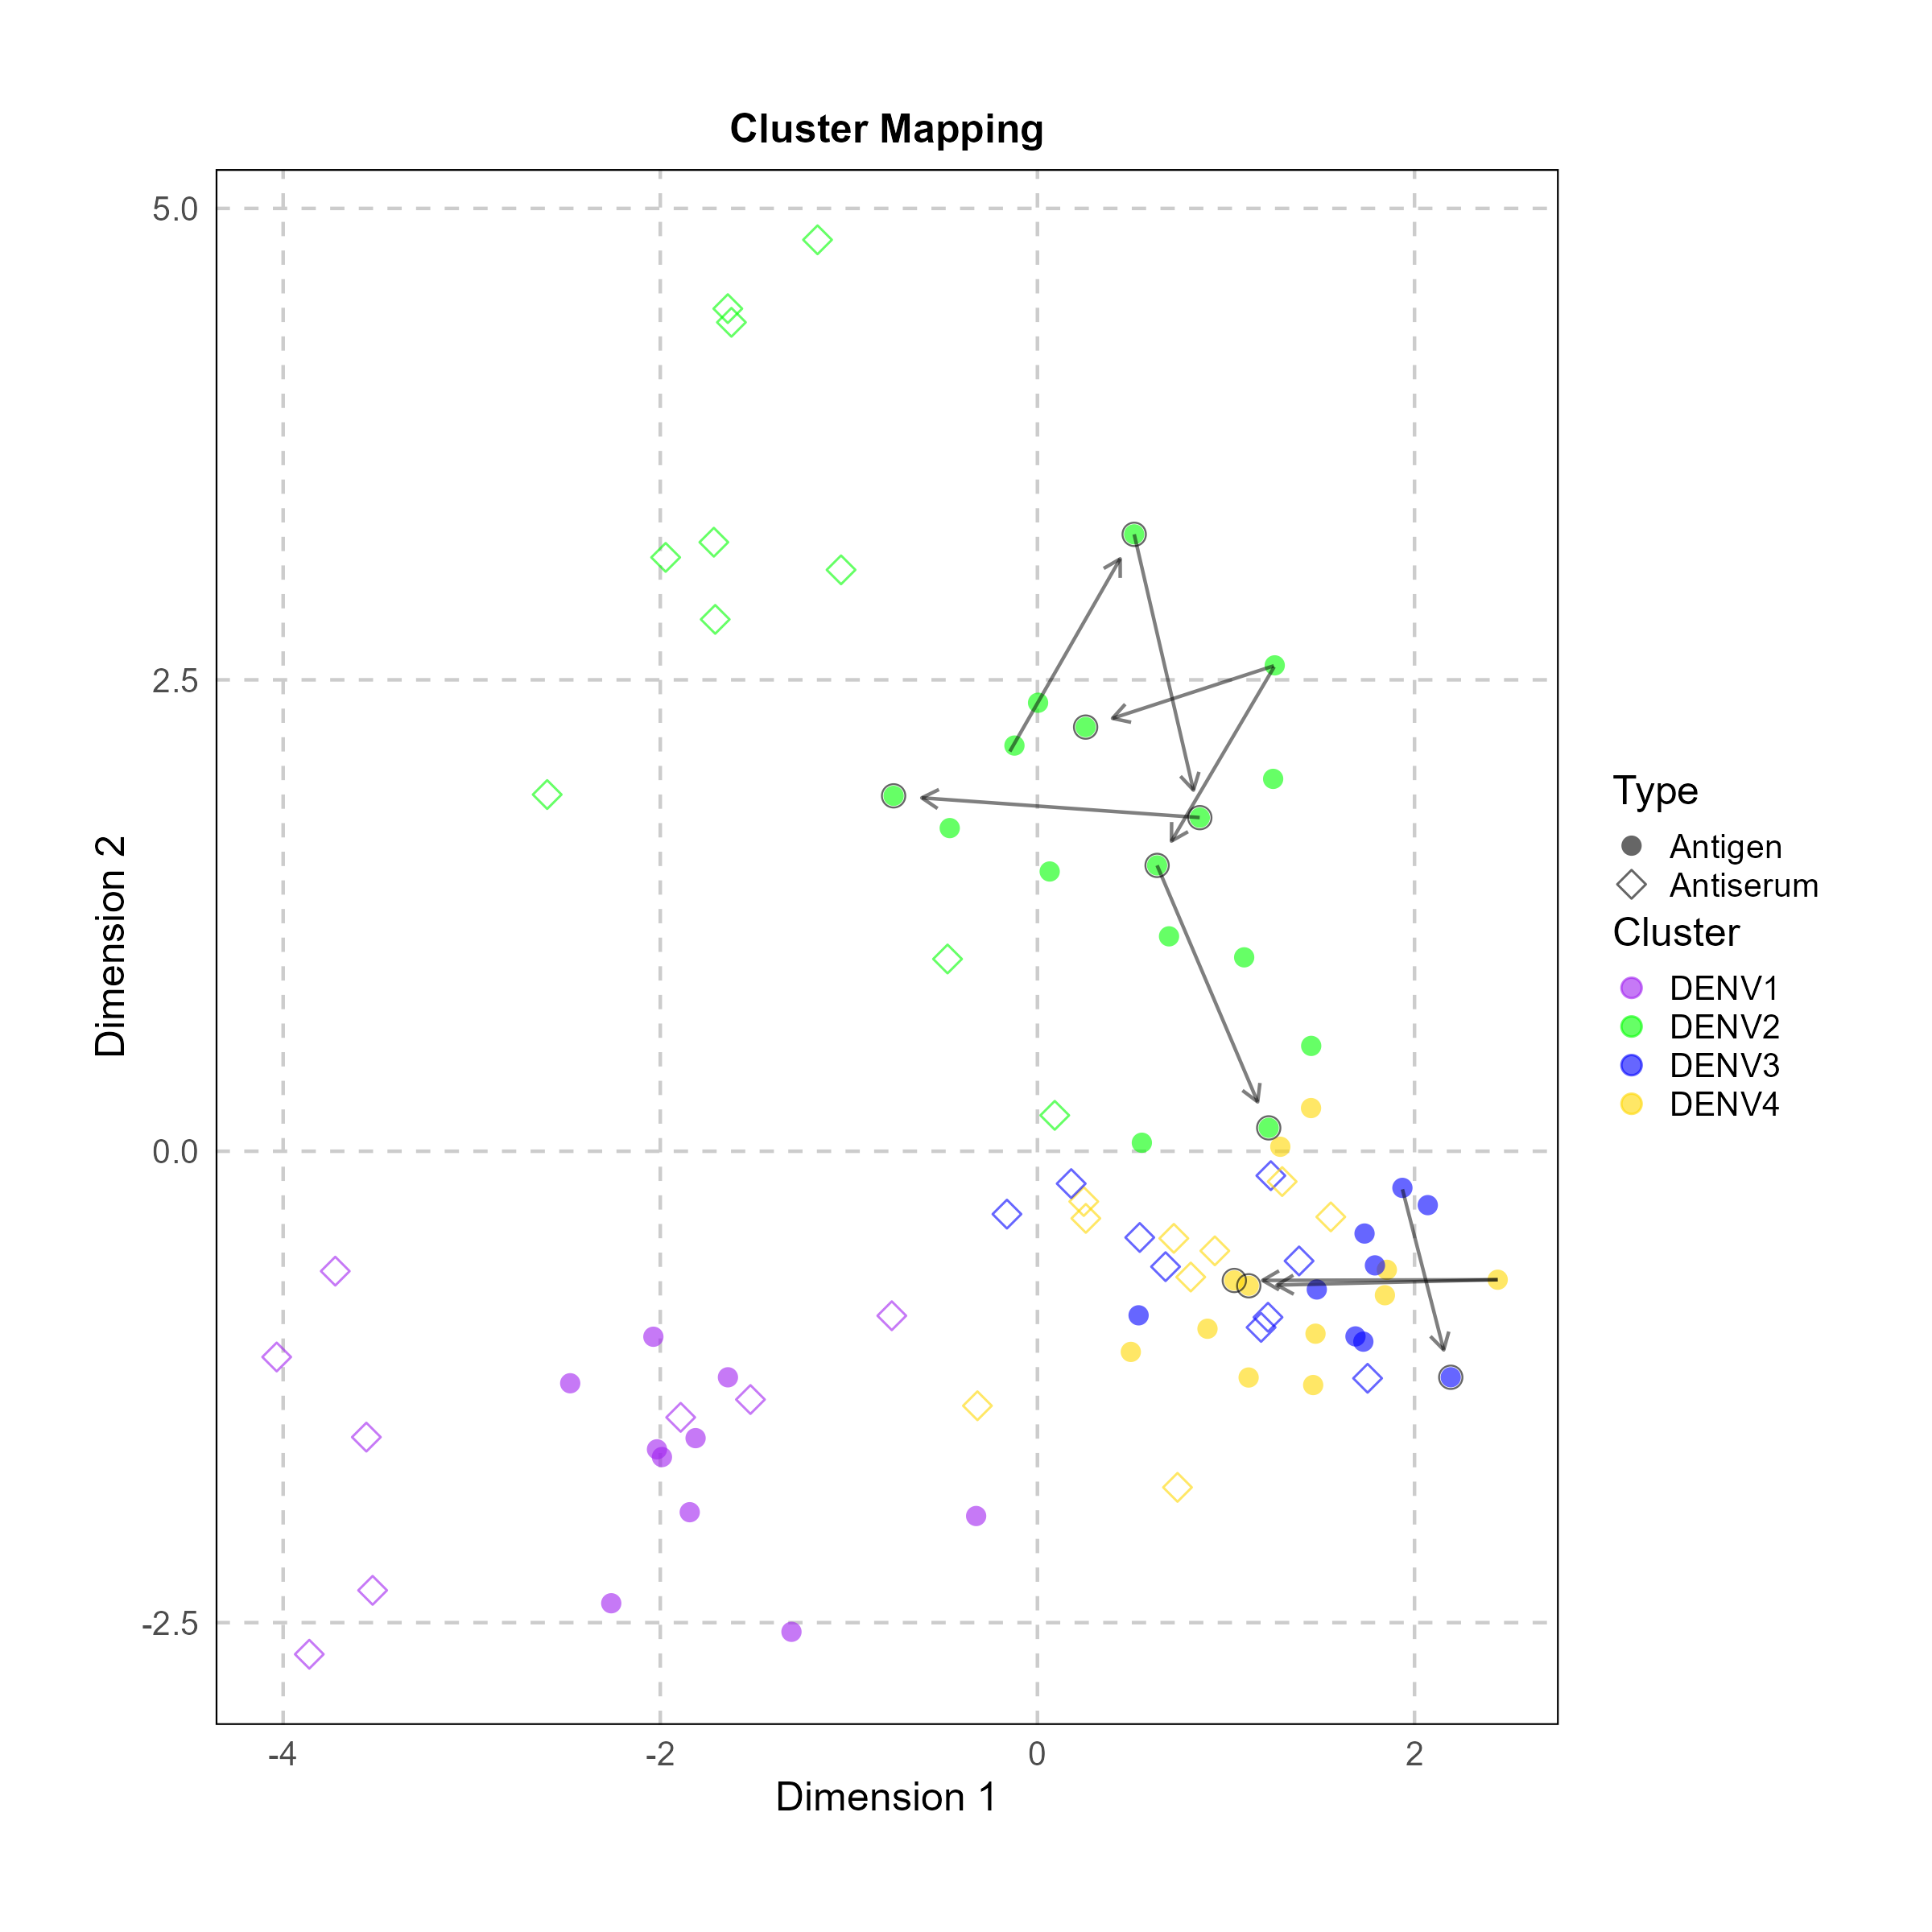 Cluster Mapping
5.0
2.5
0.0
-2.5
Dimension 2
-4
-2
0
2
Dimension 1
Type
Antigen
Antiserum
Cluster
DENV1
DENV2
DENV3
DENV4